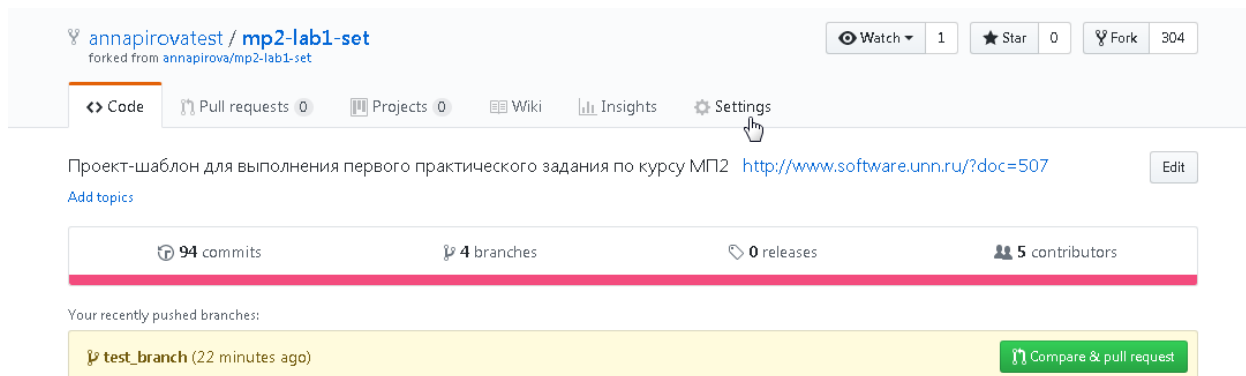 annapirovatest / mp2-lab1-set
Watch 1 Star 0 Fork 304
forked from annapirova/mp2-lab1-set
Code Pull requests 0 Projects 0 Wiki Insights Settings
Проект-шаблон для выполнения первого практического задания по курсу МП2 http://www.software.unn.ru/?doc=507 Edit
Add topics
94 commits 4 branches 0 releases 5 contributors
Your recently pushed branches:
test_branch (22 minutes ago) Compare & pull request